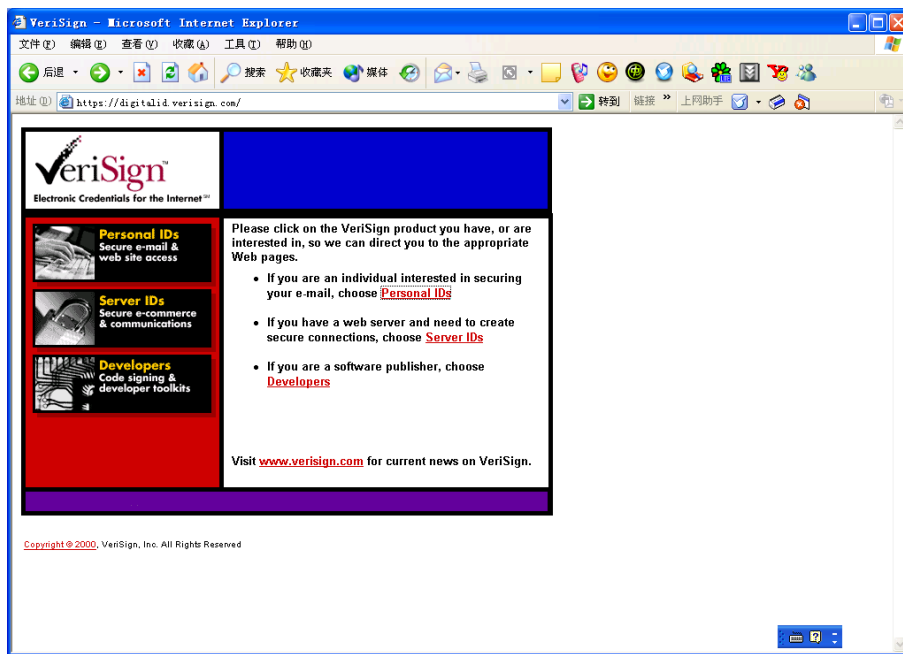 VeriSign - Microsoft Internet Explorer
文件(F) 编辑(E) 查看(V) 收藏(A) 工具(T) 帮助(H)
后退 搜索 收藏夹 媒体
地址(D) https://digitalid.verisign.com/ 转到 链接 » 上网助手
VeriSign™
Electronic Credentials for the Internet℠
Personal IDs
Secure e-mail &
web site access
Server IDs
Secure e-commerce
& communications
Developers
Code signing &
developer toolkits
Please click on the VeriSign product you have, or are
interested in, so we can direct you to the appropriate
Web pages.
• If you are an individual interested in securing
your e-mail, choose Personal IDs
• If you have a web server and need to create
secure connections, choose Server IDs
• If you are a software publisher, choose
Developers
Visit www.verisign.com for current news on VeriSign.
Copyright © 2000, VeriSign, Inc. All Rights Reserved